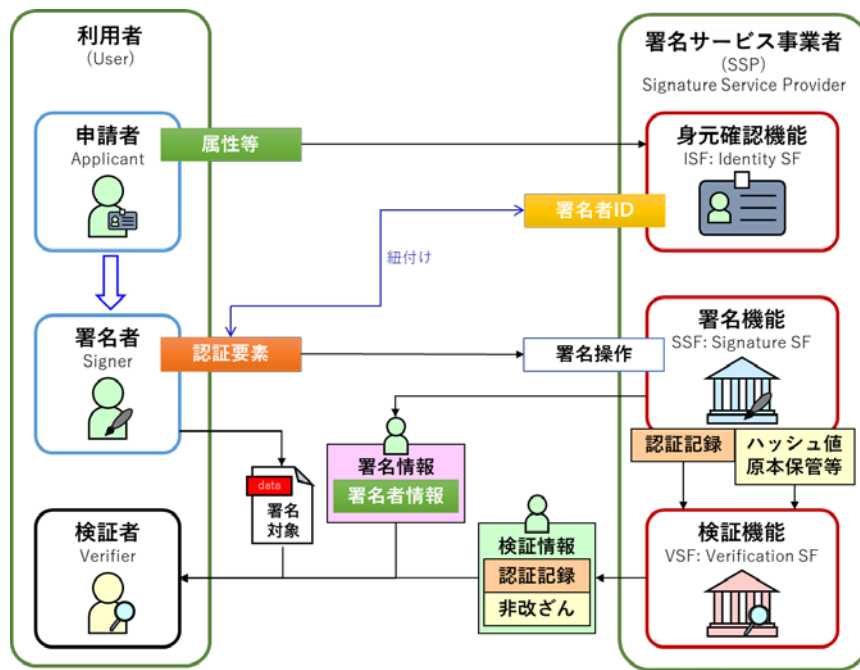 利用者
(User)
署名サービス事業者
(SSP)
Signature Service Provider
申請者
Applicant
属性等
身元確認機能
ISF: Identity SF
署名者ID
紐付け
署名者
Signer
認証要素
署名操作
署名機能
SSF: Signature SF
認証記録
ハッシュ値
原本保管等
署名情報
署名者情報
data
署名
対象
検証者
Verifier
検証情報
認証記録
非改ざん
検証機能
VSF: Verification SF